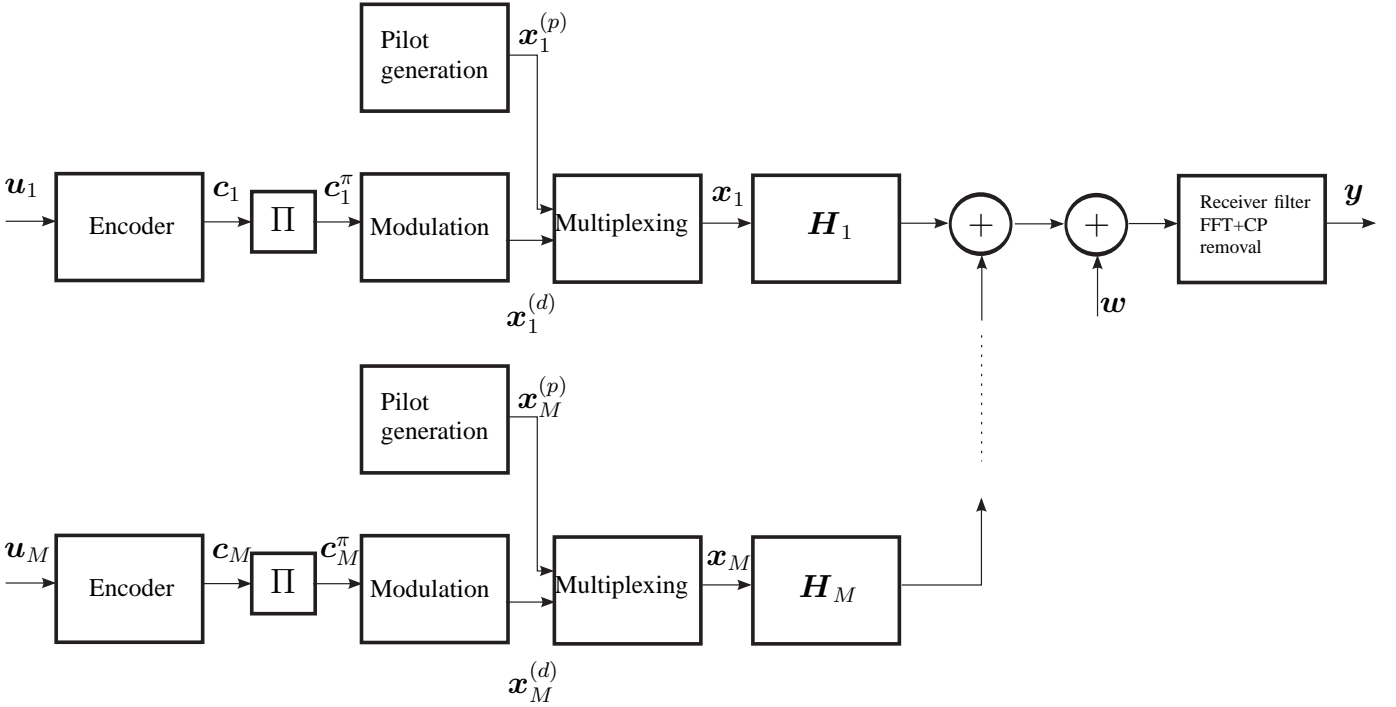 Pilot
generation
x_1^{(p)}
u_1
Encoder
c_1
Π
c_1^π
Modulation
x_1^{(d)}
Multiplexing
x_1
H_1
+
+
w
Receiver filter
FFT+CP
removal
y
Pilot
generation
x_M^{(p)}
u_M
Encoder
c_M
Π
c_M^π
Modulation
x_M^{(d)}
Multiplexing
x_M
H_M